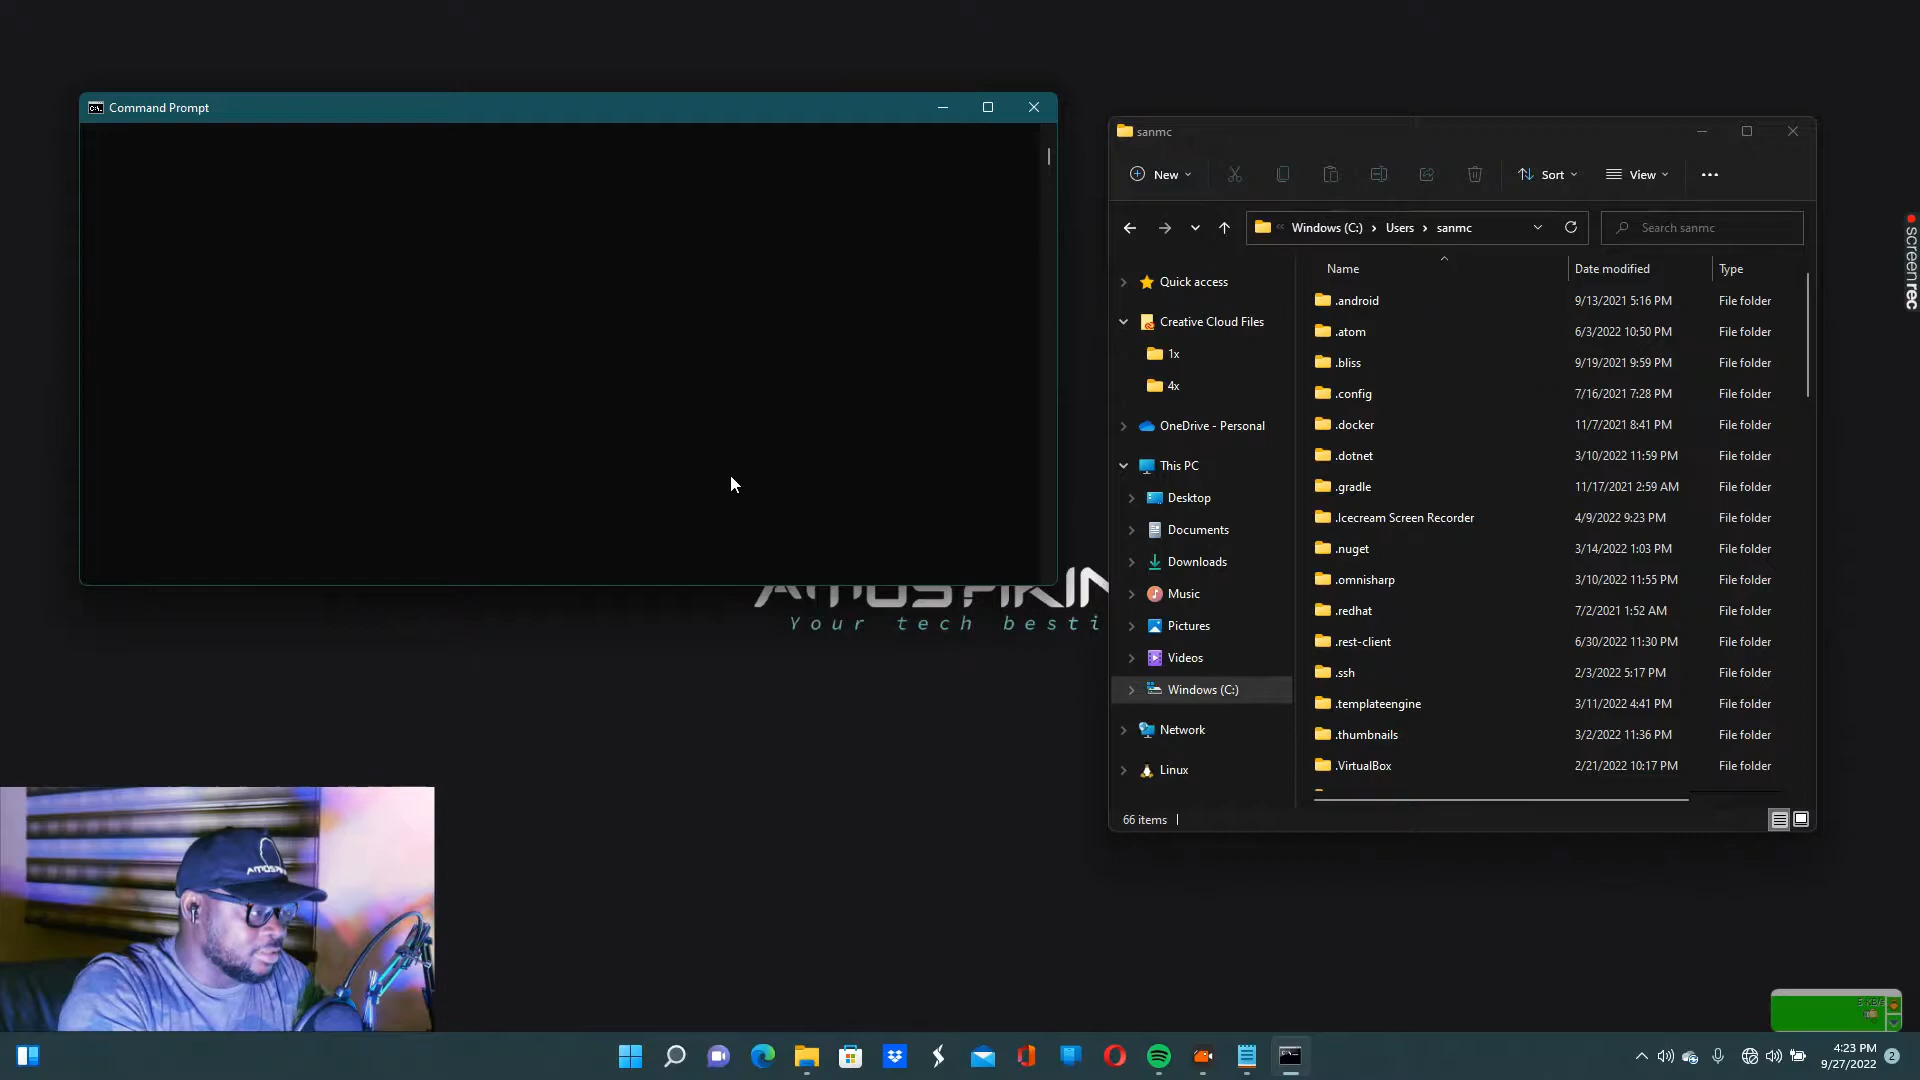 Command Prompt
sanmc
New
Sort
View
Windows (C:) > Users > sanmc
Search sanmc
Name Date modified Type
Quick access
Creative Cloud Files
1x
4x
OneDrive - Personal
This PC
Desktop
Documents
Downloads
Music
Pictures
Videos
Windows (C:)
Network
Linux
.android 9/13/2021 5:16 PM File folder
.atom 6/3/2022 10:50 PM File folder
.bliss 9/19/2021 9:59 PM File folder
.config 7/16/2021 7:28 PM File folder
.docker 11/7/2021 8:41 PM File folder
.dotnet 3/10/2022 11:59 PM File folder
.gradle 11/17/2021 2:59 AM File folder
.Icecream Screen Recorder 4/9/2022 9:23 PM File folder
.nuget 3/14/2022 1:03 PM File folder
.omnisharp 3/10/2022 11:55 PM File folder
.redhat 7/2/2021 1:52 AM File folder
.rest-client 6/30/2022 11:30 PM File folder
.ssh 2/3/2022 5:17 PM File folder
.templateengine 3/11/2022 4:41 PM File folder
.thumbnails 3/2/2022 11:36 PM File folder
.VirtualBox 2/21/2022 10:17 PM File folder
66 items
Your tech besti
screenrec
4:23 PM
9/27/2022
2